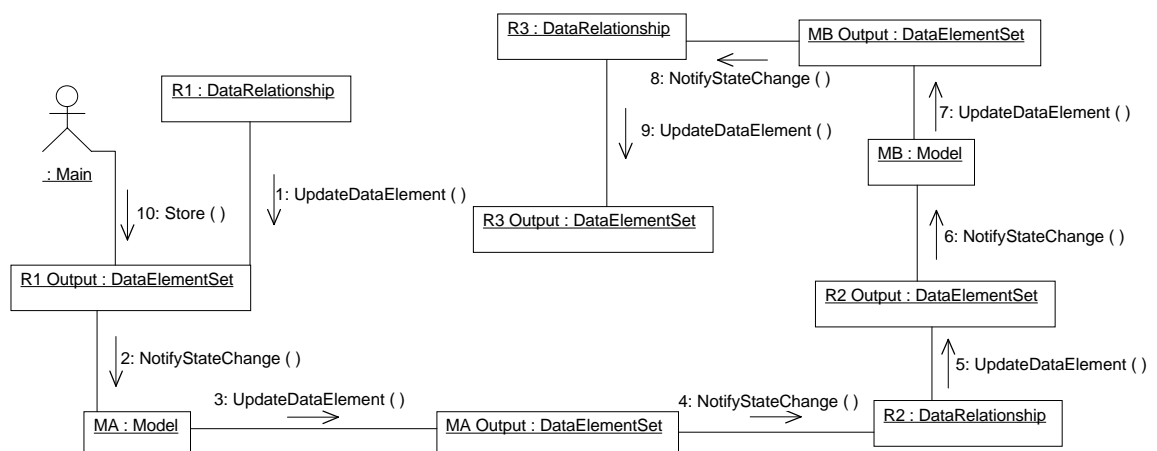 R3 : DataRelationship
MB Output : DataElementSet
8: NotifyStateChange ( )
R1 : DataRelationship
7: UpdateDataElement ( )
9: UpdateDataElement ( )
MB : Model
: Main
1: UpdateDataElement ( )
10: Store ( )
R3 Output : DataElementSet
6: NotifyStateChange ( )
R1 Output : DataElementSet
R2 Output : DataElementSet
2: NotifyStateChange ( )
5: UpdateDataElement ( )
3: UpdateDataElement ( )
4: NotifyStateChange ( )
MA : Model
MA Output : DataElementSet
R2 : DataRelationship